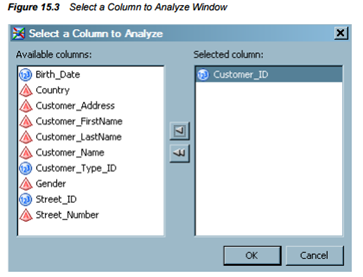 Figure 15.3 Select a Column to Analyze Window
Select a Column to Analyze
Available columns:
Selected column:
Birth_Date
Country
Customer_Address
Customer_FirstName
Customer_LastName
Customer_Name
Customer_Type_ID
Gender
Street_ID
Street_Number
Customer_ID
OK
Cancel